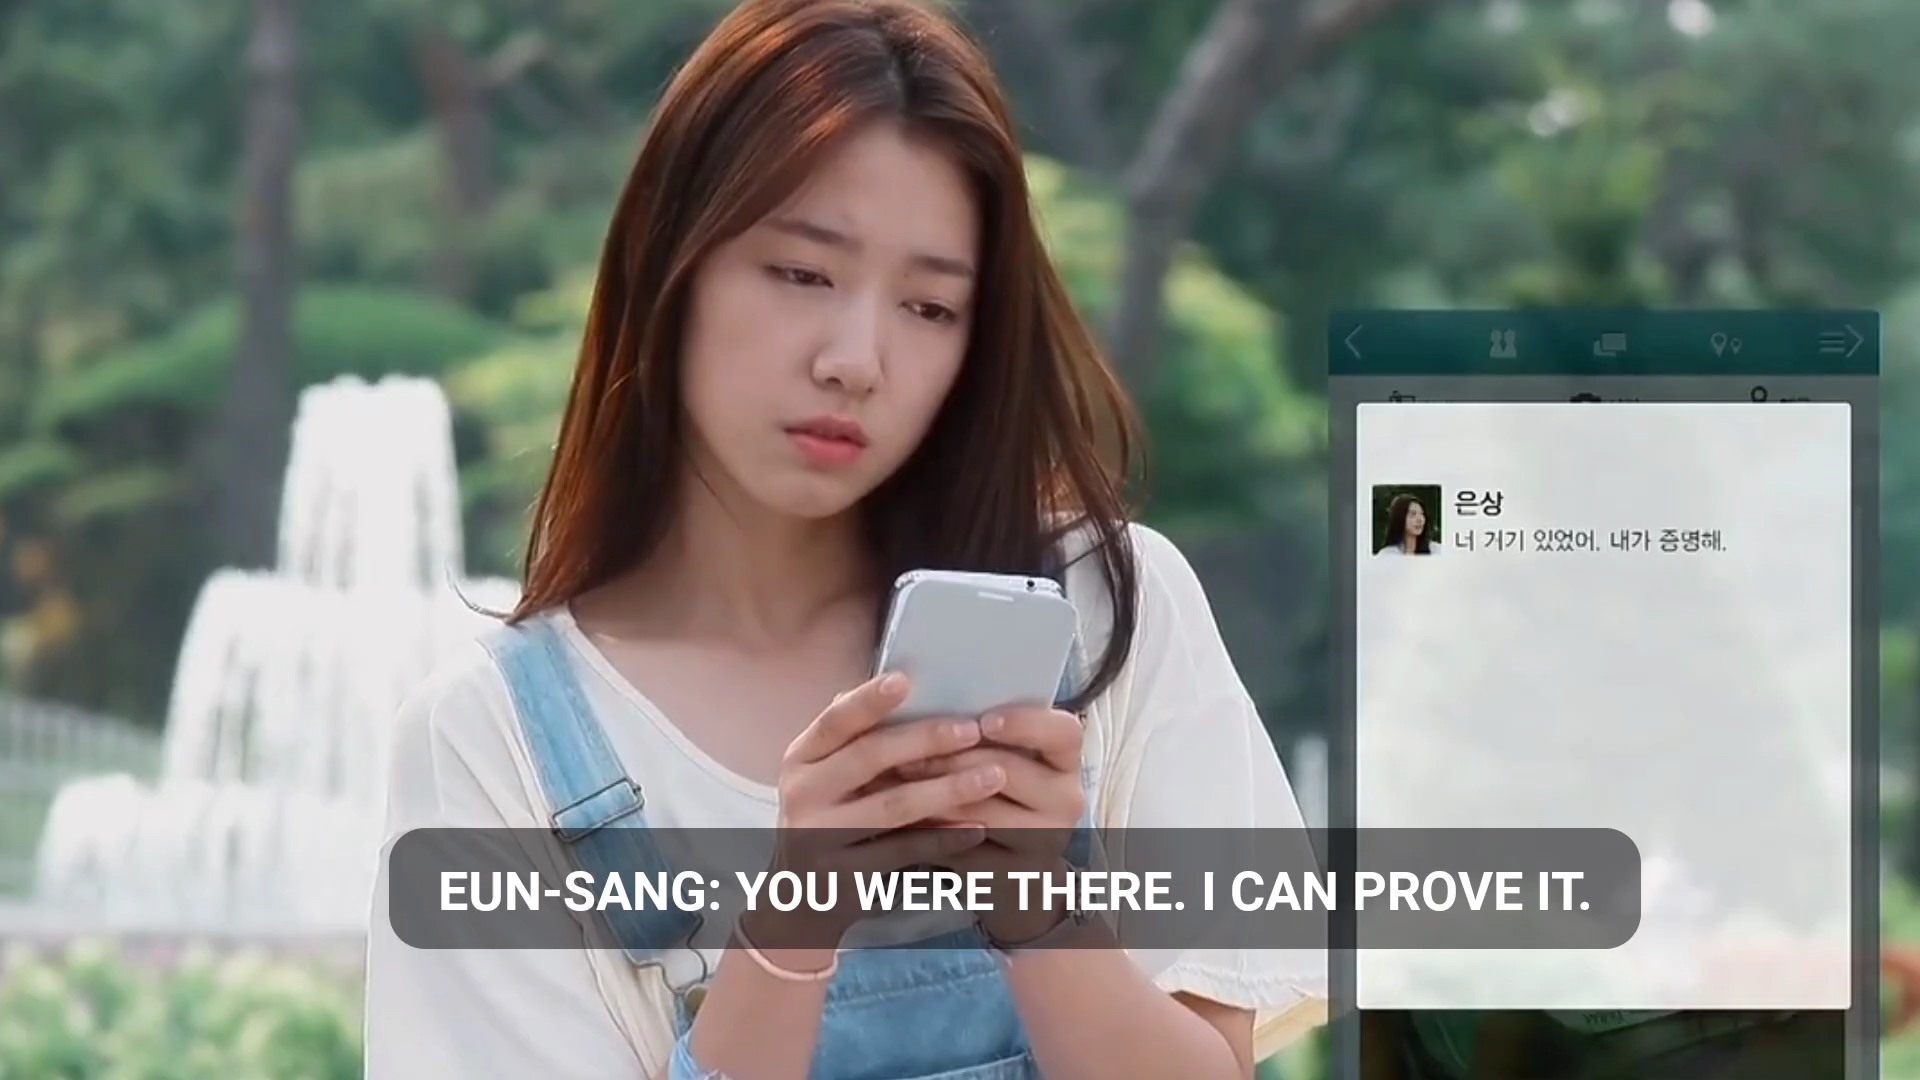 은상
너 거기 있었어. 내가 증명해.
EUN-SANG: YOU WERE THERE. I CAN PROVE IT.